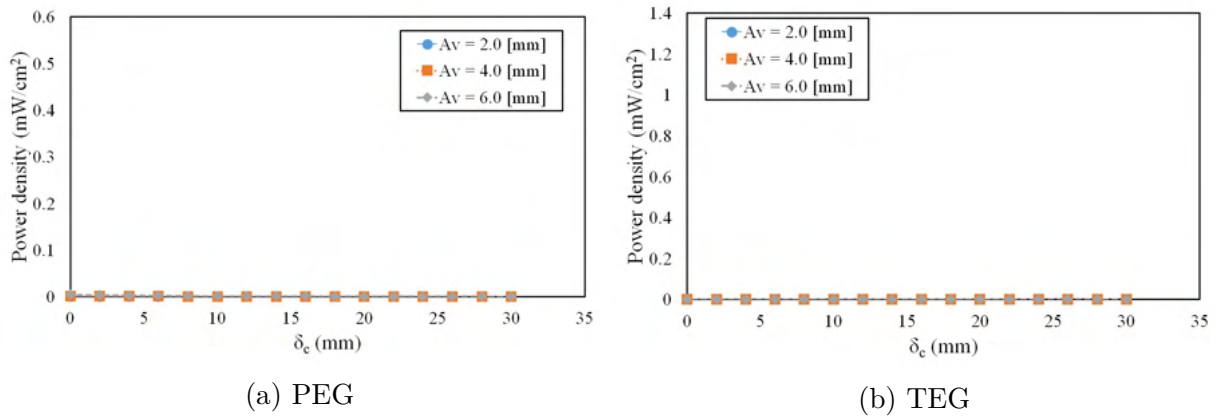 0.6
0.5
0.4
0.3
0.2
0.1
0
Power density (mW/cm²)
Av = 2.0 [mm]
Av = 4.0 [mm]
Av = 6.0 [mm]
0 5 10 15 20 25 30 35
δc (mm)
(a) PEG
1.4
1.2
1
0.8
0.6
0.4
0.2
0
Power density (mW/cm²)
Av = 2.0 [mm]
Av = 4.0 [mm]
Av = 6.0 [mm]
0 5 10 15 20 25 30 35
δc (mm)
(b) TEG